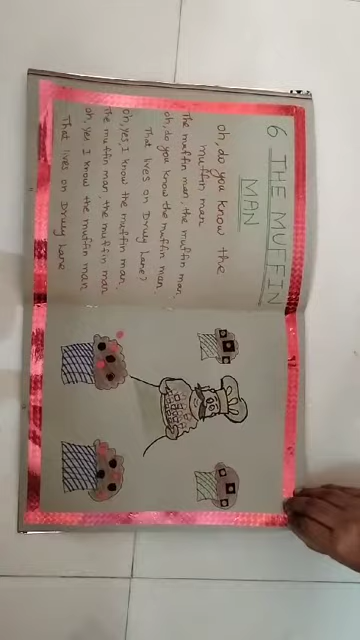 6 THE MUFFIN
MAN
Oh, do you know the
muffin man
The muffin man, the muffin man,
Oh, do you know the muffin man,
That lives on Drury Lane?
Oh, yes, I know the muffin man,
The muffin man, the muffin man
Oh, yes I know the muffin man
That lives on Drury Lane